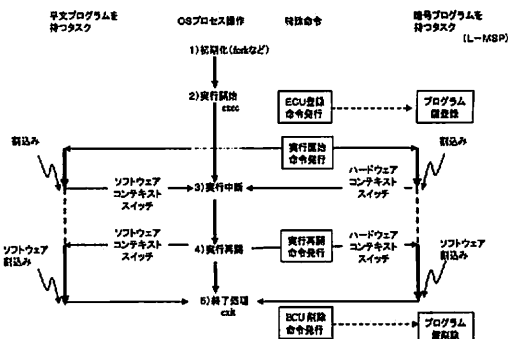 平文プログラムを
持つタスク
OSプロセス操作
特殊命令
暗号プログラムを
持つタスク
(L-MSP)
1)初期化(forkなど)
2)実行開始
exec
ECU登録
命令発行
プログラム
鍵登録
割込み
実行開始
命令発行
割込み
ソフトウェア
コンテキスト
スイッチ
3)実行中断
ハードウェア
コンテキスト
スイッチ
ソフトウェア
割込み
ソフトウェア
コンテキスト
スイッチ
4)実行再開
実行再開
命令発行
ハードウェア
コンテキスト
スイッチ
ソフトウェア
割込み
5)終了処理
exit
ECU削除
命令発行
プログラム
鍵削除